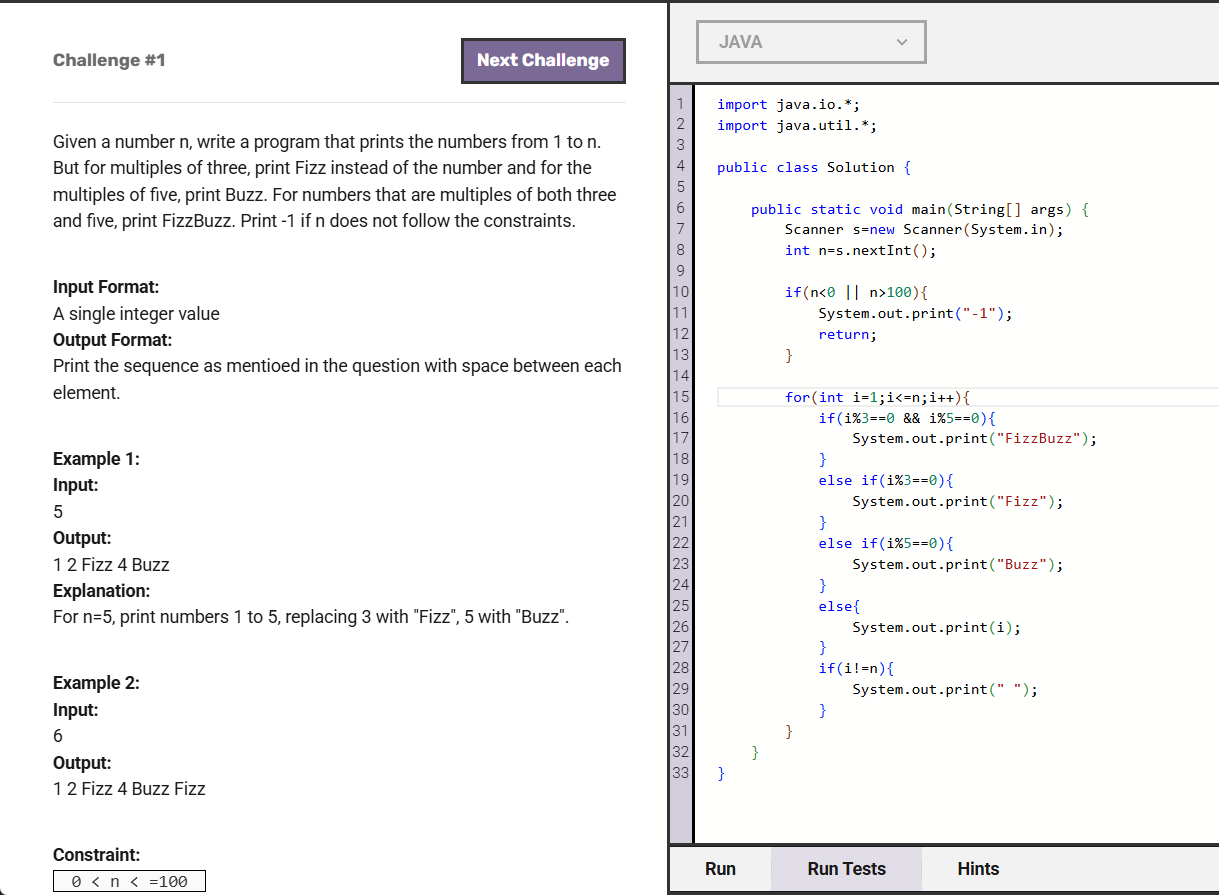 Challenge #1
Next Challenge
Given a number n, write a program that prints the numbers from 1 to n.
But for multiples of three, print Fizz instead of the number and for the
multiples of five, print Buzz. For numbers that are multiples of both three
and five, print FizzBuzz. Print -1 if n does not follow the constraints.
Input Format:
A single integer value
Output Format:
Print the sequence as mentioed in the question with space between each
element.
Example 1:
Input:
5
Output:
1 2 Fizz 4 Buzz
Explanation:
For n=5, print numbers 1 to 5, replacing 3 with "Fizz", 5 with "Buzz".
Example 2:
Input:
6
Output:
1 2 Fizz 4 Buzz Fizz
Constraint:
0 < n < =100
JAVA
1 import java.io.*;
2 import java.util.*;
3
4 public class Solution {
5
6 public static void main(String[] args) {
7 Scanner s=new Scanner(System.in);
8 int n=s.nextInt();
9
10 if(n<0 || n>100){
11 System.out.print("-1");
12 return;
13 }
14
15 for(int i=1;i<=n;i++){
16 if(i%3==0 && i%5==0){
17 System.out.print("FizzBuzz");
18 }
19 else if(i%3==0){
20 System.out.print("Fizz");
21 }
22 else if(i%5==0){
23 System.out.print("Buzz");
24 }
25 else{
26 System.out.print(i);
27 }
28 if(i!=n){
29 System.out.print(" ");
30 }
31 }
32 }
33 }
Run
Run Tests
Hints